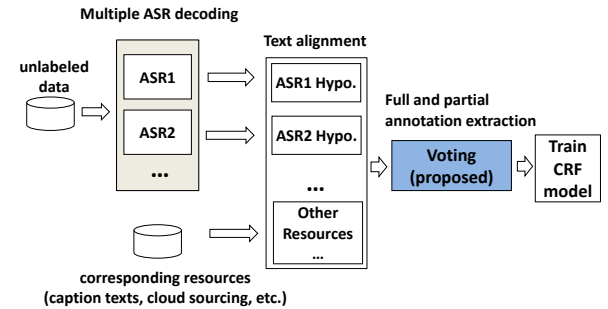 Multiple ASR decoding
unlabeled
data
ASR1
ASR2
...
Text alignment
ASR1 Hypo.
ASR2 Hypo.
...
Other
Resources
...
corresponding resources
(caption texts, cloud sourcing, etc.)
Full and partial
annotation extraction
Voting
(proposed)
Train
CRF
model